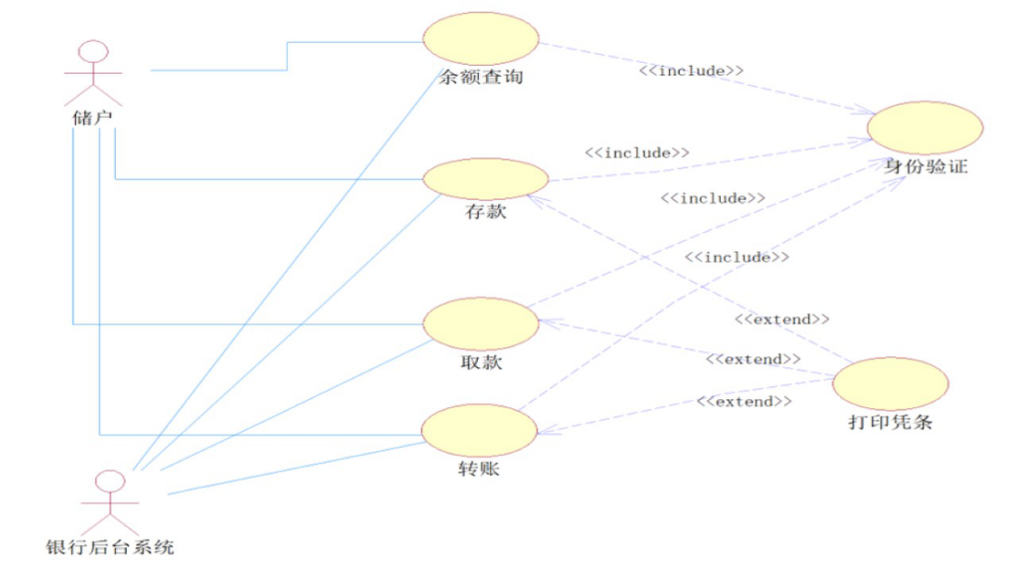 余额查询
<<include>>
储户
<<include>>
身份验证
存款
<<include>>
<<include>>
<<extend>>
取款
<<extend>>
<<extend>>
打印凭条
转账
银行后台系统